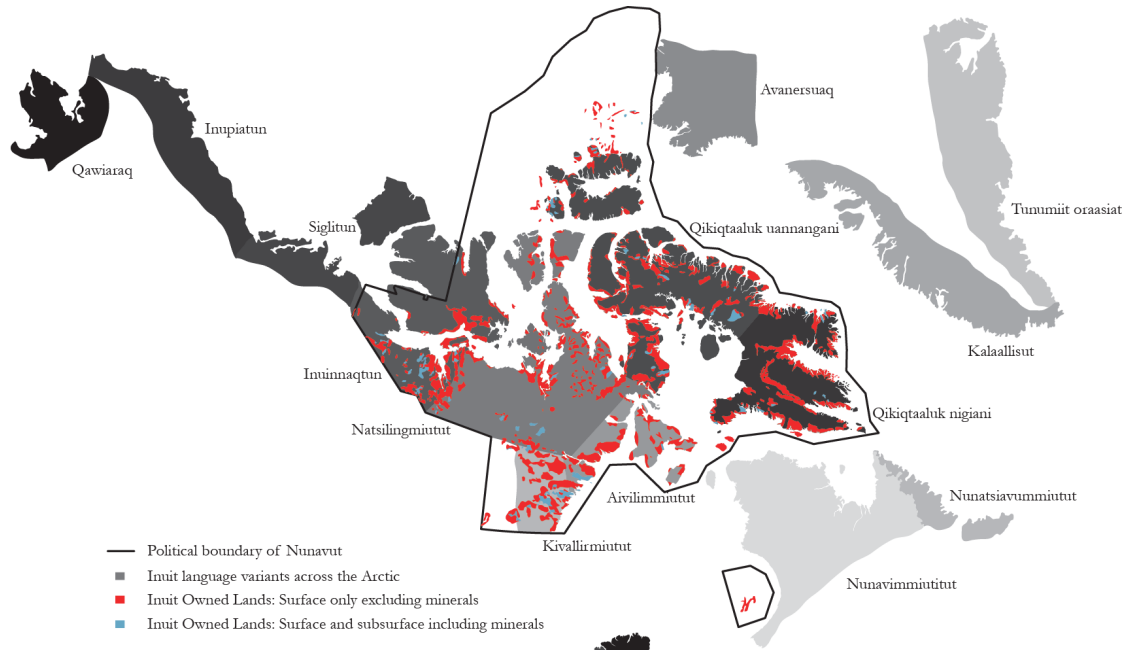 Avanersuaq
Inupiatun
Qawiaraq
Tunumiit oraasiat
Siglitun
Qikiqtaaluk uannangani
Kalaallisut
Inuinnaqtun
Qikiqtaaluk nigiani
Natsilingmiutut
Nunatsiavummiutut
Aivilimmiutut
Kivallirmiutut
Nunavimmiutitut
Political boundary of Nunavut
Inuit language variants across the Arctic
Inuit Owned Lands: Surface only excluding minerals
Inuit Owned Lands: Surface and subsurface including minerals